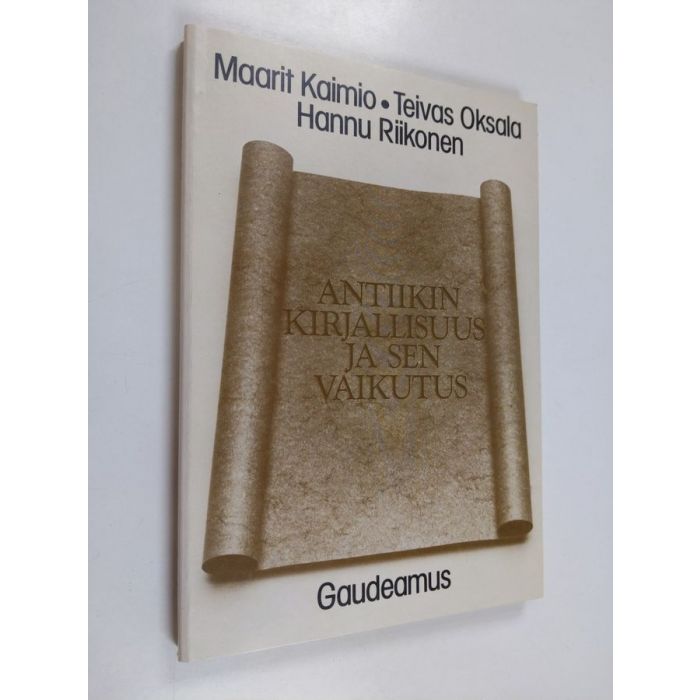 Maarit Kaimio • Teivas Oksala
Hannu Riikonen
ANTIIKIN
KIRJALLISUUS
JA SEN
VAIKUTUS
Gaudeamus